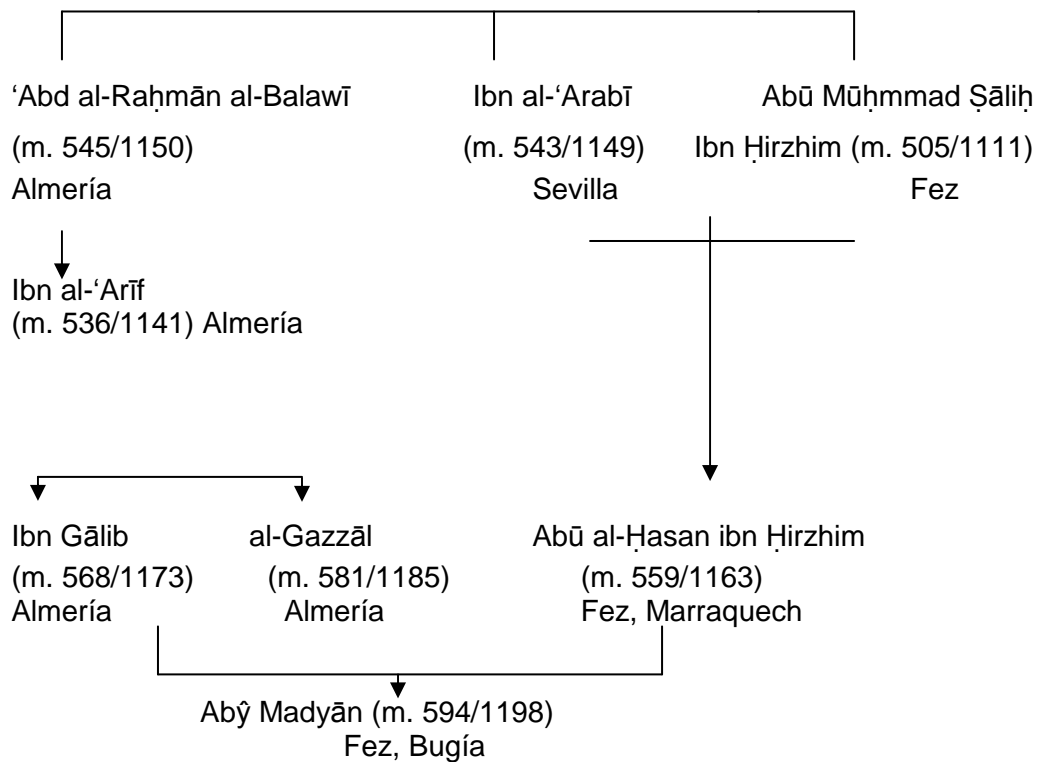 ‘Abd al-Raḥmān al-Balawī Ibn al-‘Arabī Abū Mūḥmmad Ṣāliḥ
(m. 545/1150) (m. 543/1149) Ibn Ḥirzhim (m. 505/1111)
Almería Sevilla Fez
Ibn al-‘Arīf
(m. 536/1141) Almería
Ibn Gālib al-Gazzāl Abū al-Ḥasan ibn Ḥirzhim
(m. 568/1173) (m. 581/1185) (m. 559/1163)
Almería Almería Fez, Marraquech
Abŷ Madyān (m. 594/1198)
Fez, Bugía